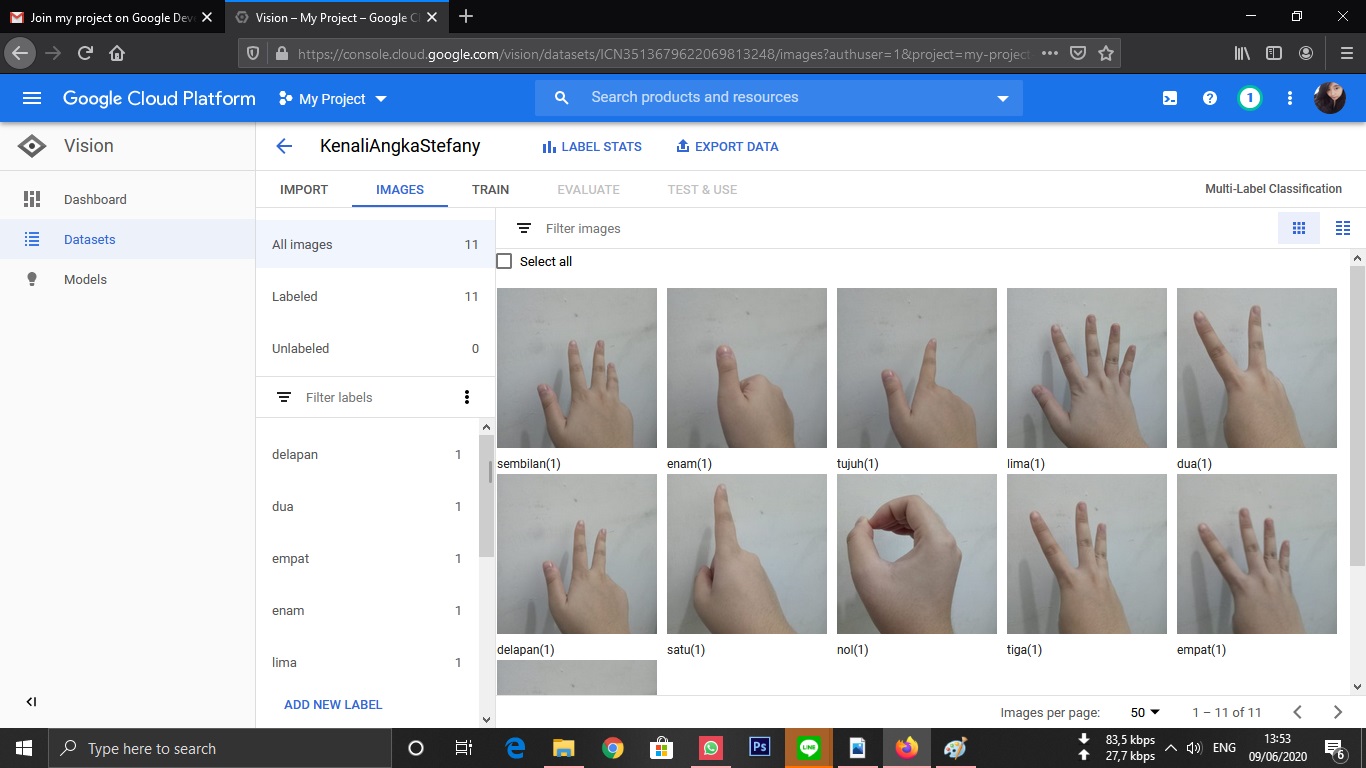 Join my project on Google Dev
Vision – My Project – Google C
https://console.cloud.google.com/vision/datasets/ICN3513679622069813248/images?authuser=1&project=my-projec
Google Cloud Platform
My Project
Search products and resources
1
Vision
KenaliAngkaStefany
LABEL STATS
EXPORT DATA
Dashboard
Datasets
Models
IMPORT
IMAGES
TRAIN
EVALUATE
TEST & USE
Multi-Label Classification
All images 11
Labeled 11
Unlabeled 0
Filter labels
delapan 1
dua 1
empat 1
enam 1
lima 1
ADD NEW LABEL
Filter images
Select all
sembilan(1)
enam(1)
tujuh(1)
lima(1)
dua(1)
delapan(1)
satu(1)
nol(1)
tiga(1)
empat(1)
Images per page: 50
1 – 11 of 11
Type here to search
Ps
LINE
83,5 kbps
27,7 kbps
ENG
13:53
09/06/2020
6